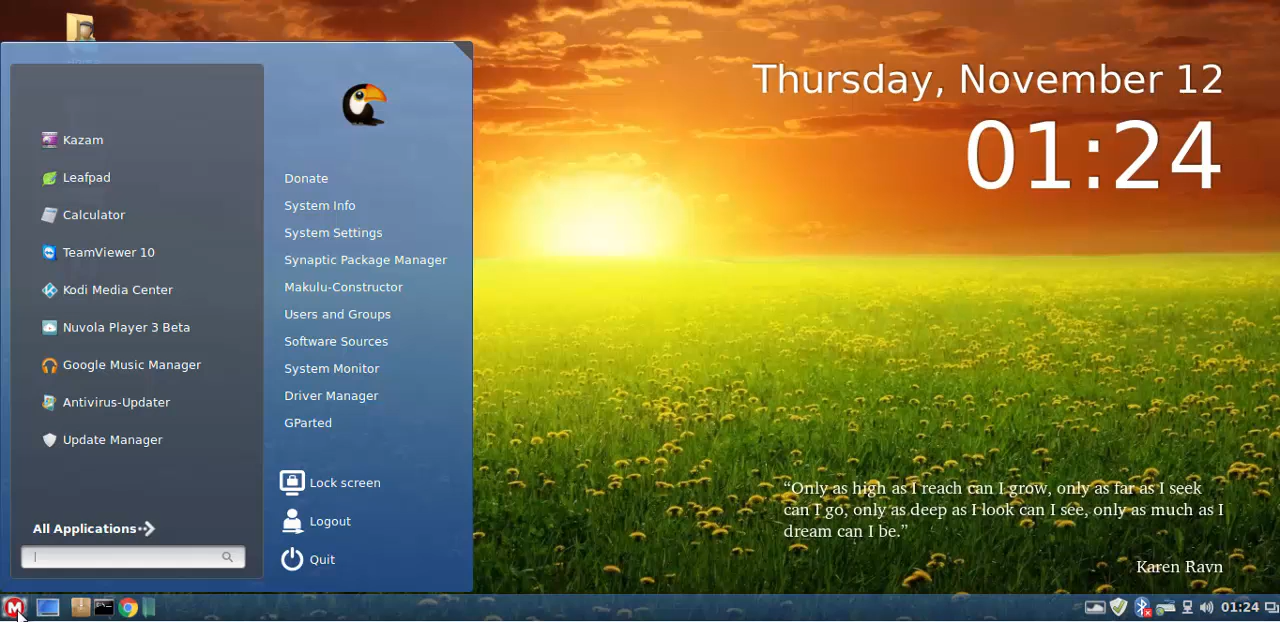 Thursday, November 12
01:24
Kazam
Leafpad
Calculator
TeamViewer 10
Kodi Media Center
Nuvola Player 3 Beta
Google Music Manager
Antivirus-Updater
Update Manager
All Applications
Donate
System Info
System Settings
Synaptic Package Manager
Makulu-Constructor
Users and Groups
Software Sources
System Monitor
Driver Manager
GParted
Lock screen
Logout
Quit
“Only as high as I reach can I grow, only as far as I seek
can I go, only as deep as I look can I see, only as much as I
dream can I be.”
Karen Ravn
M
01:24